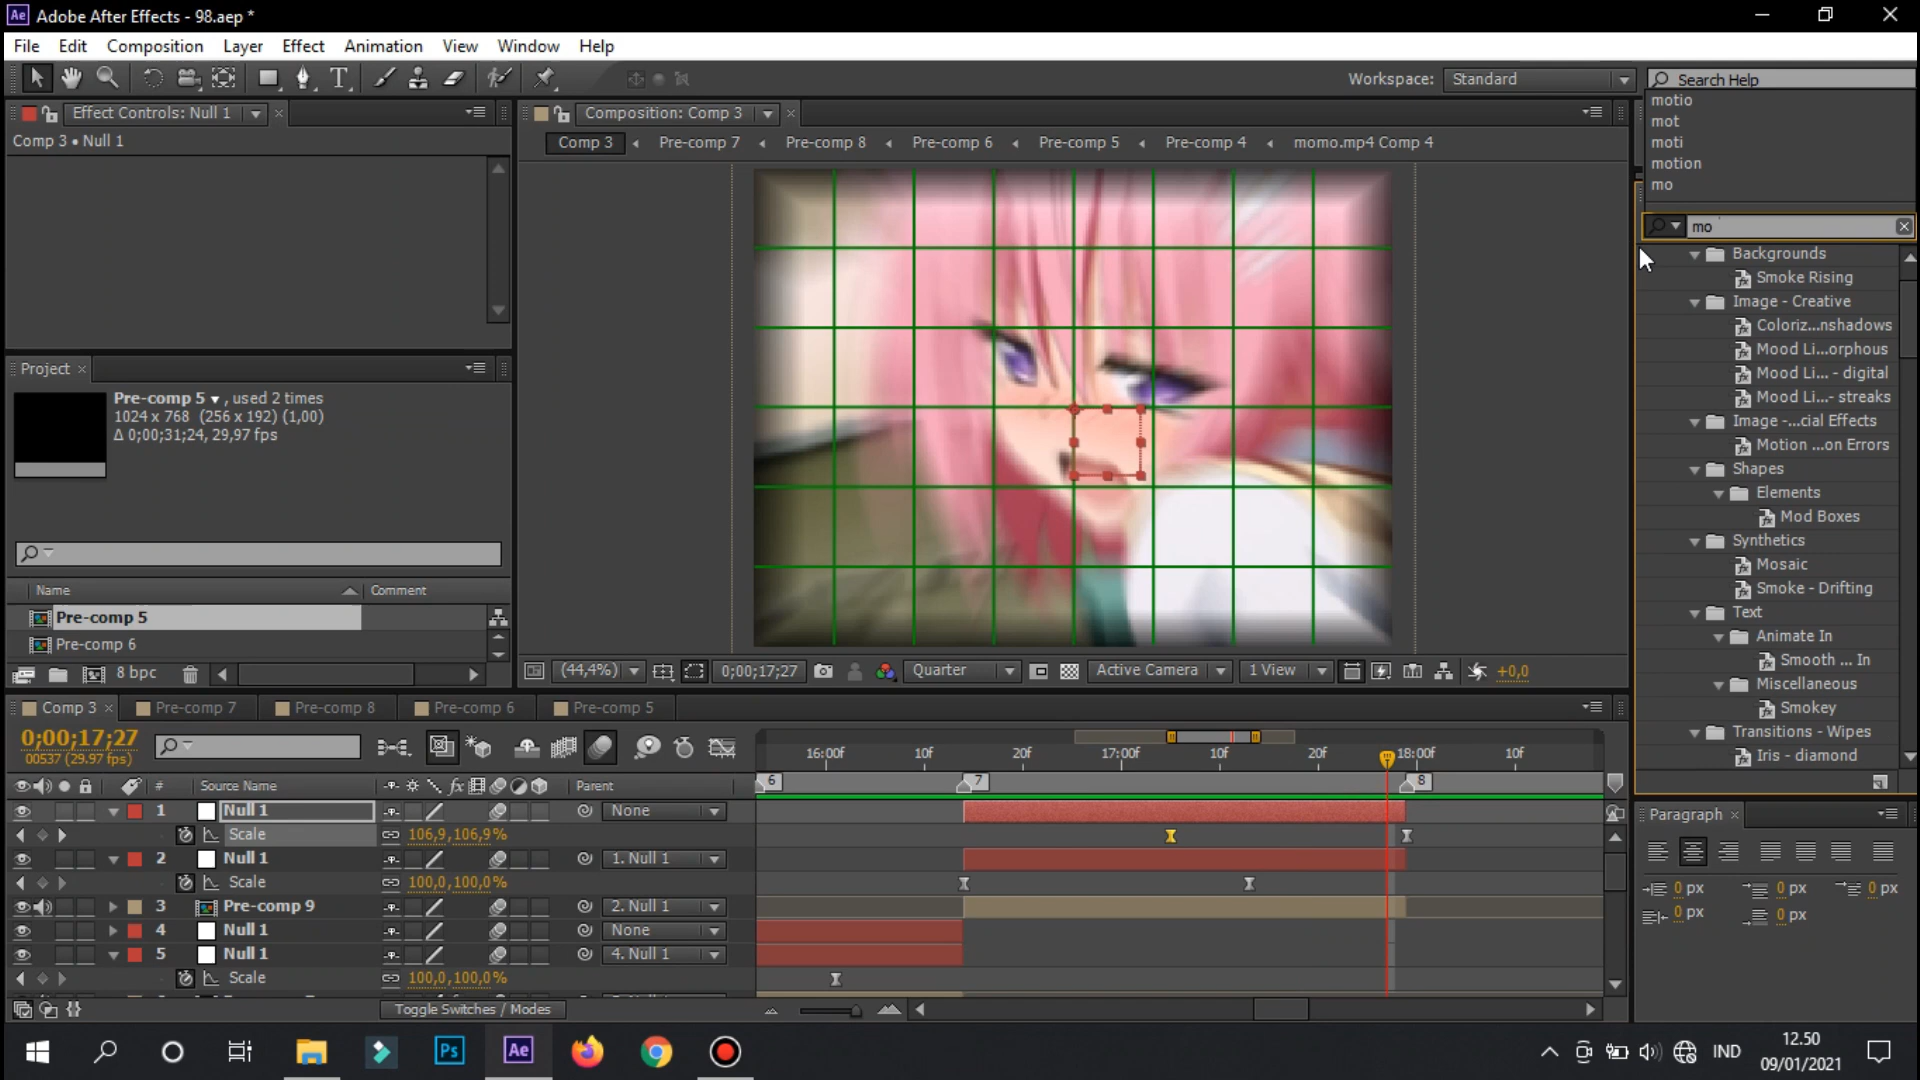 Ae Adobe After Effects - 98.aep *
File Edit Composition Layer Effect Animation View Window Help
Workspace: Standard
Search Help
motio
mot
moti
motion
mo
Effect Controls: Null 1
Comp 3 • Null 1
Composition: Comp 3
Comp 3 Pre-comp 7 Pre-comp 8 Pre-comp 6 Pre-comp 5 Pre-comp 4 momo.mp4 Comp 4
mo
Backgrounds
Smoke Rising
Image - Creative
Coloriz...nshadows
Mood Li...orphous
Mood Li... - digital
Mood Li...- streaks
Image -...cial Effects
Motion ...on Errors
Shapes
Elements
Mod Boxes
Synthetics
Mosaic
Smoke - Drifting
Text
Animate In
Smooth ... In
Miscellaneous
Smokey
Transitions - Wipes
Iris - diamond
Project
Pre-comp 5 , used 2 times
1024 x 768 (256 x 192) (1,00)
Δ 0;00;31;24, 29,97 fps
Name Comment
Pre-comp 5
Pre-comp 6
8 bpc
(44,4%) 0;00;17;27 Quarter Active Camera 1 View +0,0
Comp 3 Pre-comp 7 Pre-comp 8 Pre-comp 6 Pre-comp 5
0;00;17;27
00537 (29.97 fps)
16:00f 10f 20f 17:00f 10f 20f 18:00f 10f
6 7 8
# Source Name fx Parent
1 Null 1 None
Scale 106,9,106,9%
2 Null 1 1. Null 1
Scale 100,0,100,0%
3 Pre-comp 9 2. Null 1
4 Null 1 None
5 Null 1 4. Null 1
Scale 100,0,100,0%
Toggle Switches / Modes
Paragraph
0 px 0 px 0 px
0 px 0 px
Ps Ae
IND
12.50
09/01/2021